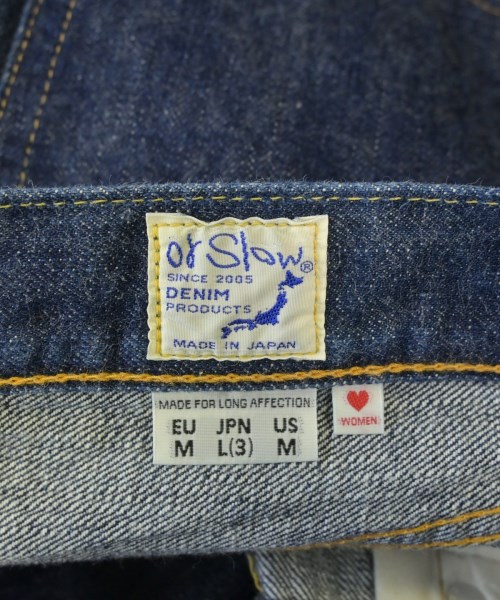 or Slow®
SINCE 2005
DENIM
PRODUCTS
MADE IN JAPAN
MADE FOR LONG AFFECTION
EU JPN US
M L(3) M
WOMEN